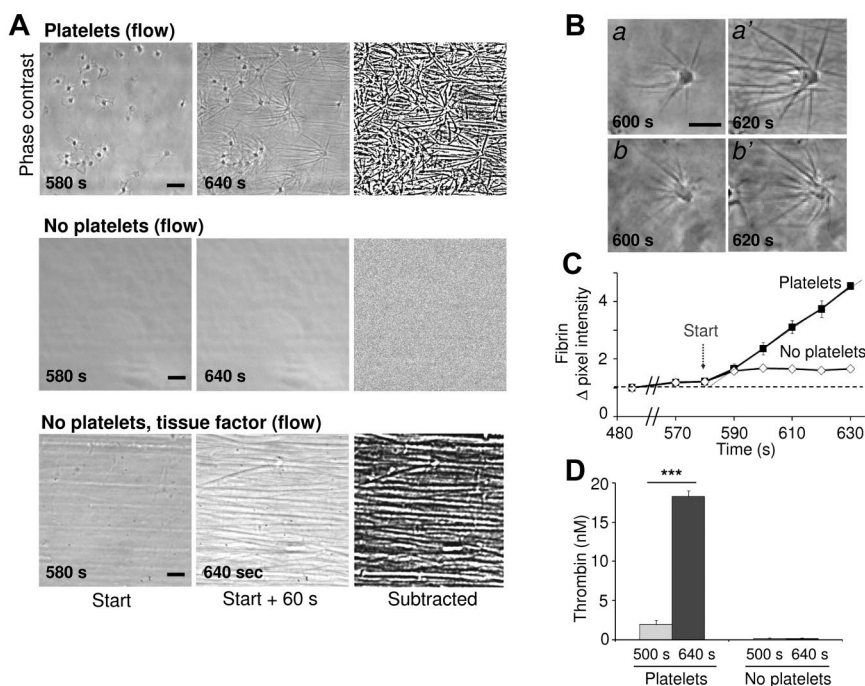 A
Platelets (flow)
Phase contrast
580 s
640 s
No platelets (flow)
580 s
640 s
No platelets, tissue factor (flow)
580 s
640 sec
Start
Start + 60 s
Subtracted
B
a
a'
600 s
620 s
b
b'
600 s
620 s
C
Fibrin
Δ pixel intensity
4
2
0
Platelets
Start
No platelets
480 570 590 610 630
Time (s)
D
***
Thrombin (nM)
20
15
10
5
0
500 s 640 s 500 s 640 s
Platelets No platelets